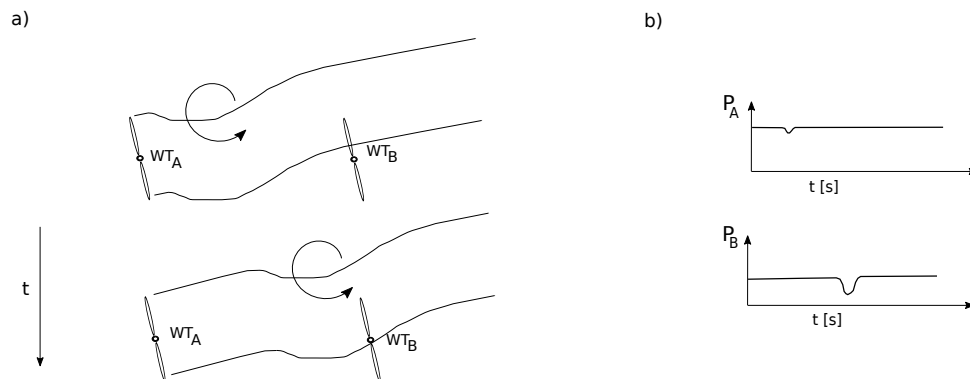 a)
WT_A
WT_B
t
WT_A
WT_B
b)
P_A
t [s]
P_B
t [s]